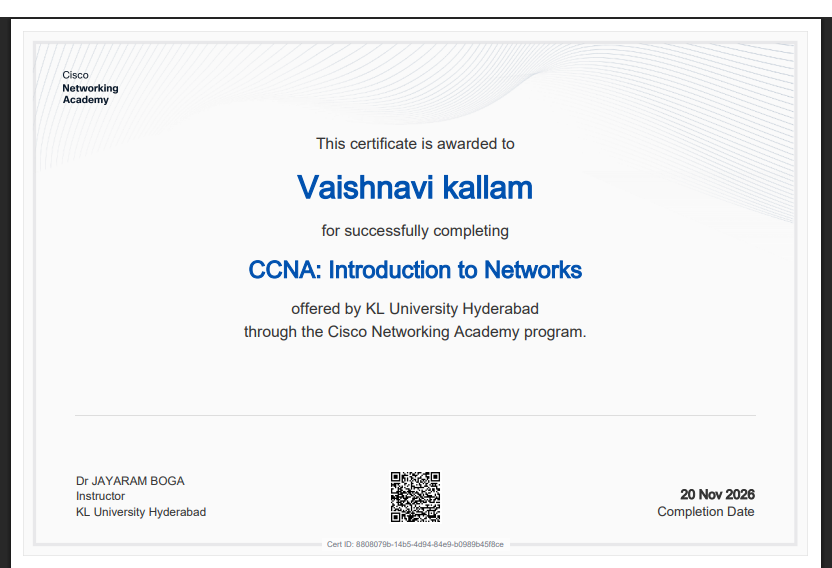 Cisco
Networking
Academy
This certificate is awarded to
Vaishnavi kallam
for successfully completing
CCNA: Introduction to Networks
offered by KL University Hyderabad
through the Cisco Networking Academy program.
Dr JAYARAM BOGA
Instructor
KL University Hyderabad
20 Nov 2026
Completion Date
Cert ID: 8808079b-14b5-4d94-84e9-b0989b45f8ce